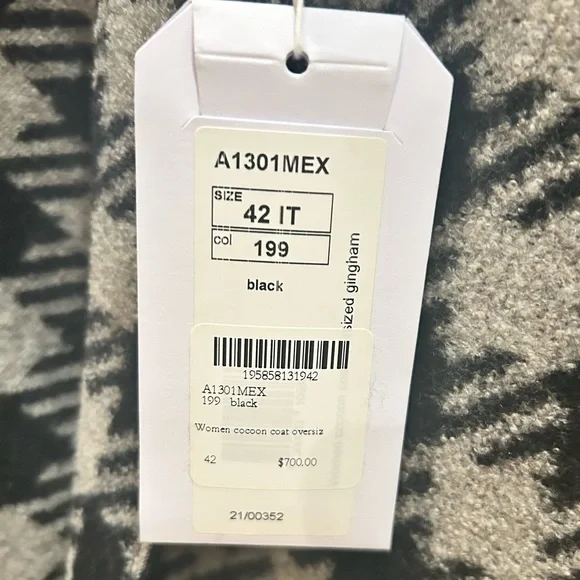 A1301MEX
SIZE
42 IT
col
199
black
sized gingham
195858131942
A1301MEX
199 black
Women cocoon coat oversiz
42 $700.00
21/00352